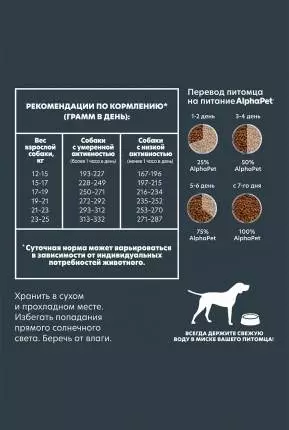 РЕКОМЕНДАЦИИ ПО КОРМЛЕНИЮ*
(ГРАММ В ДЕНЬ):
Вес взрослой собаки, кг | Собаки с умеренной активностью (более 1 часа в день) | Собаки с низкой активностью (менее 1 часа в день)
12-15 193-227 167-196
15-17 228-249 197-215
17-19 250-271 216-234
19-21 272-292 235-252
21-23 293-312 253-270
23-25 313-332 271-287
*Суточная норма может варьироваться
в зависимости от индивидуальных
потребностей животного.
Перевод питомца
на питание AlphaPet®
1-2 день 3-4 день
25% AlphaPet 50% AlphaPet
5-6 день с 7-го дня
75% AlphaPet 100% AlphaPet
Хранить в сухом
и прохладном месте.
Избегать попадания
прямого солнечного
света. Беречь от влаги.
ВСЕГДА ДЕРЖИТЕ СВЕЖУЮ
ВОДУ В МИСКЕ ВАШЕГО ПИТОМЦА!